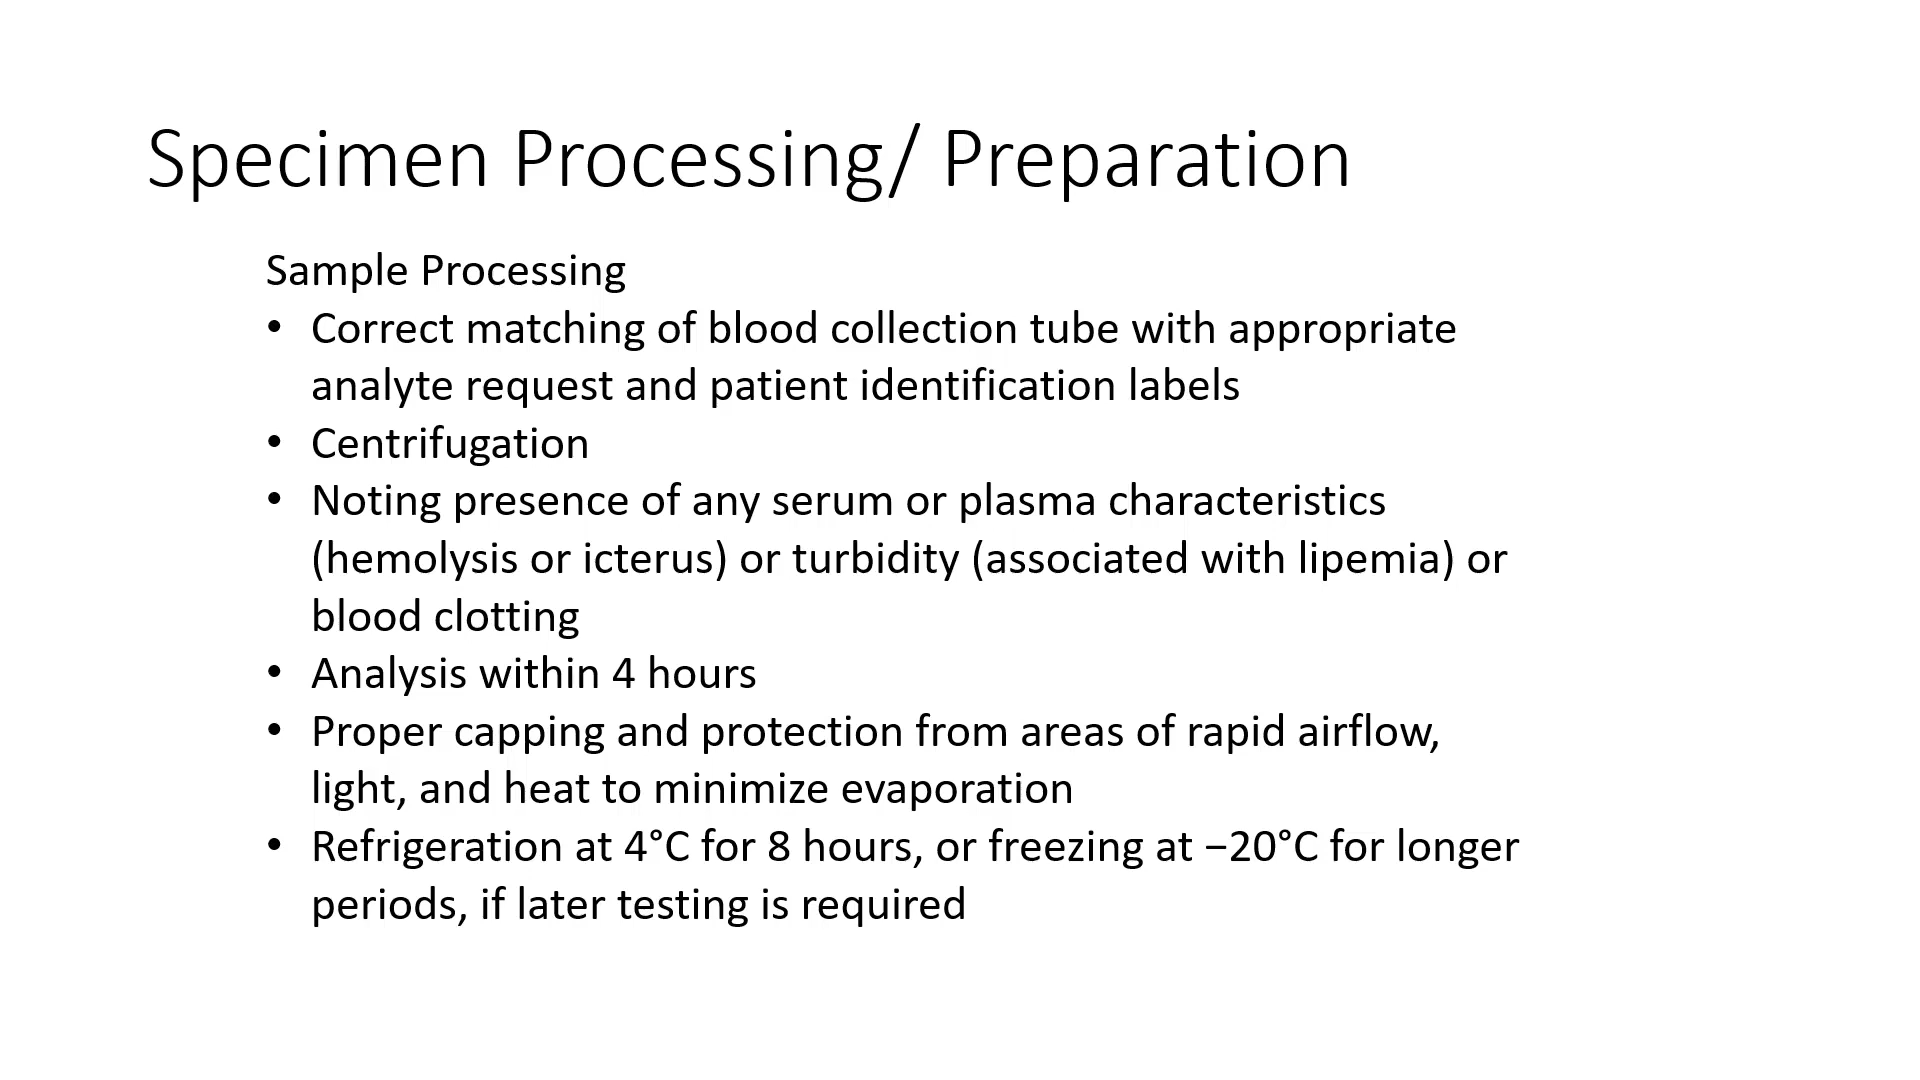 Specimen Processing/ Preparation
Sample Processing
• Correct matching of blood collection tube with appropriate
analyte request and patient identification labels
• Centrifugation
• Noting presence of any serum or plasma characteristics
(hemolysis or icterus) or turbidity (associated with lipemia) or
blood clotting
• Analysis within 4 hours
• Proper capping and protection from areas of rapid airflow,
light, and heat to minimize evaporation
• Refrigeration at 4°C for 8 hours, or freezing at −20°C for longer
periods, if later testing is required